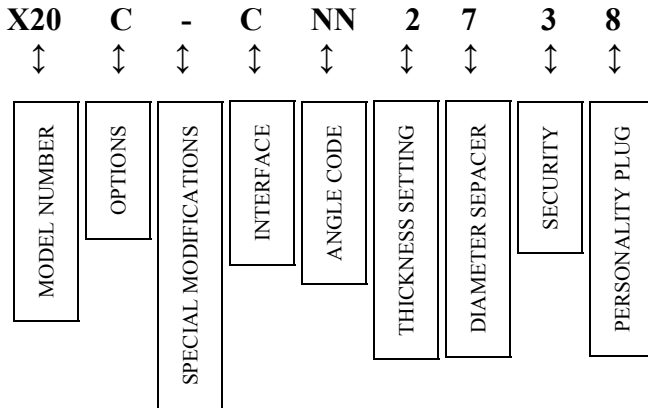 X20 C - C NN 2 7 3 8
MODEL NUMBER
OPTIONS
SPECIAL MODIFICATIONS
INTERFACE
ANGLE CODE
THICKNESS SETTING
DIAMETER SEPACER
SECURITY
PERSONALITY PLUG